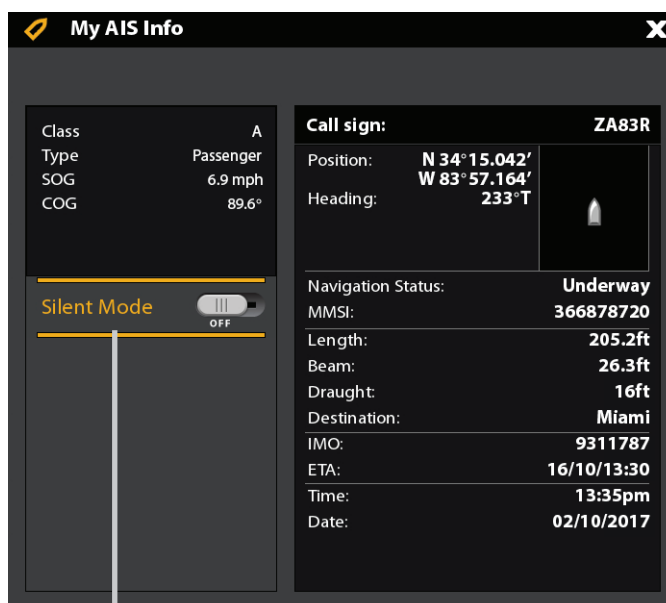 My AIS Info
X
Class A
Type Passenger
SOG 6.9 mph
COG 89.6°
Silent Mode
OFF
Call sign: ZA83R
Position: N 34°15.042′
W 83°57.164′
Heading: 233°T
Navigation Status: Underway
MMSI: 366878720
Length: 205.2ft
Beam: 26.3ft
Draught: 16ft
Destination: Miami
IMO: 9311787
ETA: 16/10/13:30
Time: 13:35pm
Date: 02/10/2017